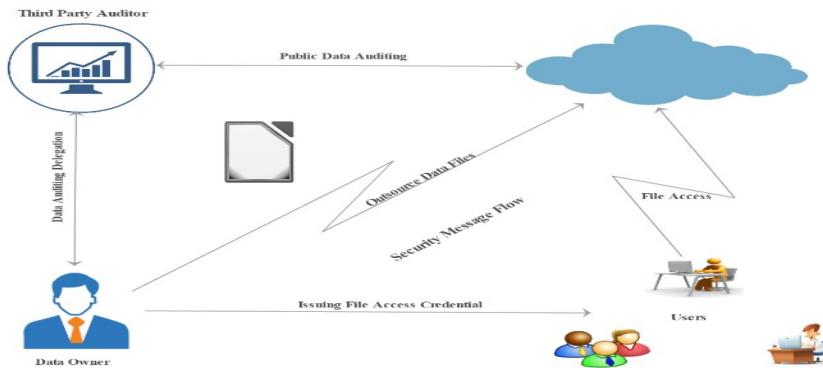 Third Party Auditor
Public Data Auditing
Data Auditing Delegation
Outsource Data Files
Security Message Flow
File Access
Issuing File Access Credential
Users
Data Owner